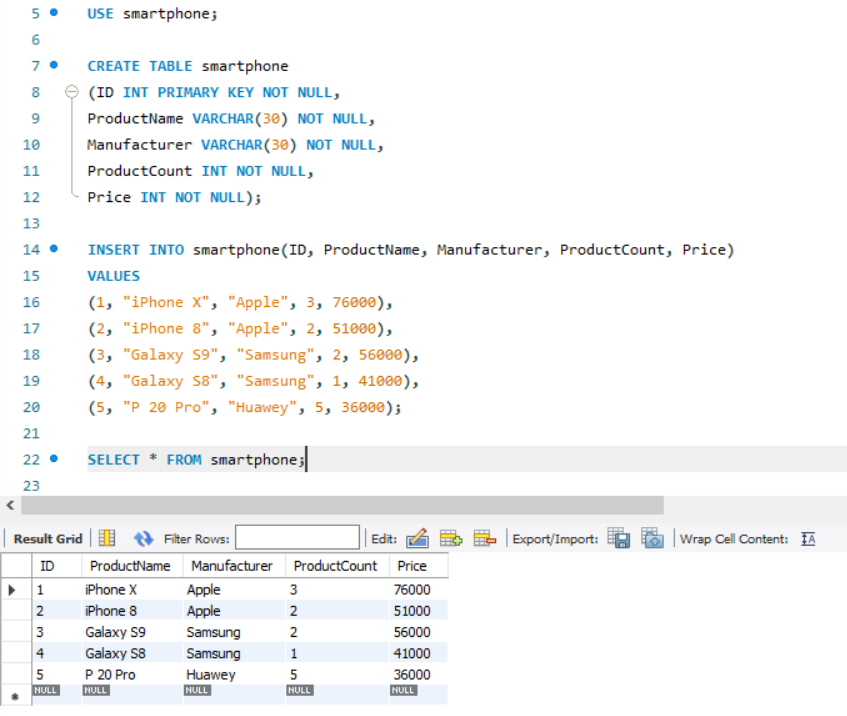 5 USE smartphone;
6
7 CREATE TABLE smartphone
8 (ID INT PRIMARY KEY NOT NULL,
9 ProductName VARCHAR(30) NOT NULL,
10 Manufacturer VARCHAR(30) NOT NULL,
11 ProductCount INT NOT NULL,
12 Price INT NOT NULL);
13
14 INSERT INTO smartphone(ID, ProductName, Manufacturer, ProductCount, Price)
15 VALUES
16 (1, "iPhone X", "Apple", 3, 76000),
17 (2, "iPhone 8", "Apple", 2, 51000),
18 (3, "Galaxy S9", "Samsung", 2, 56000),
19 (4, "Galaxy S8", "Samsung", 1, 41000),
20 (5, "P 20 Pro", "Huawey", 5, 36000);
21
22 SELECT * FROM smartphone;
23
Result Grid Filter Rows: Edit: Export/Import: Wrap Cell Content: IA
ID ProductName Manufacturer ProductCount Price
1 iPhone X Apple 3 76000
2 iPhone 8 Apple 2 51000
3 Galaxy S9 Samsung 2 56000
4 Galaxy S8 Samsung 1 41000
5 P 20 Pro Huawey 5 36000
NULL NULL NULL NULL NULL